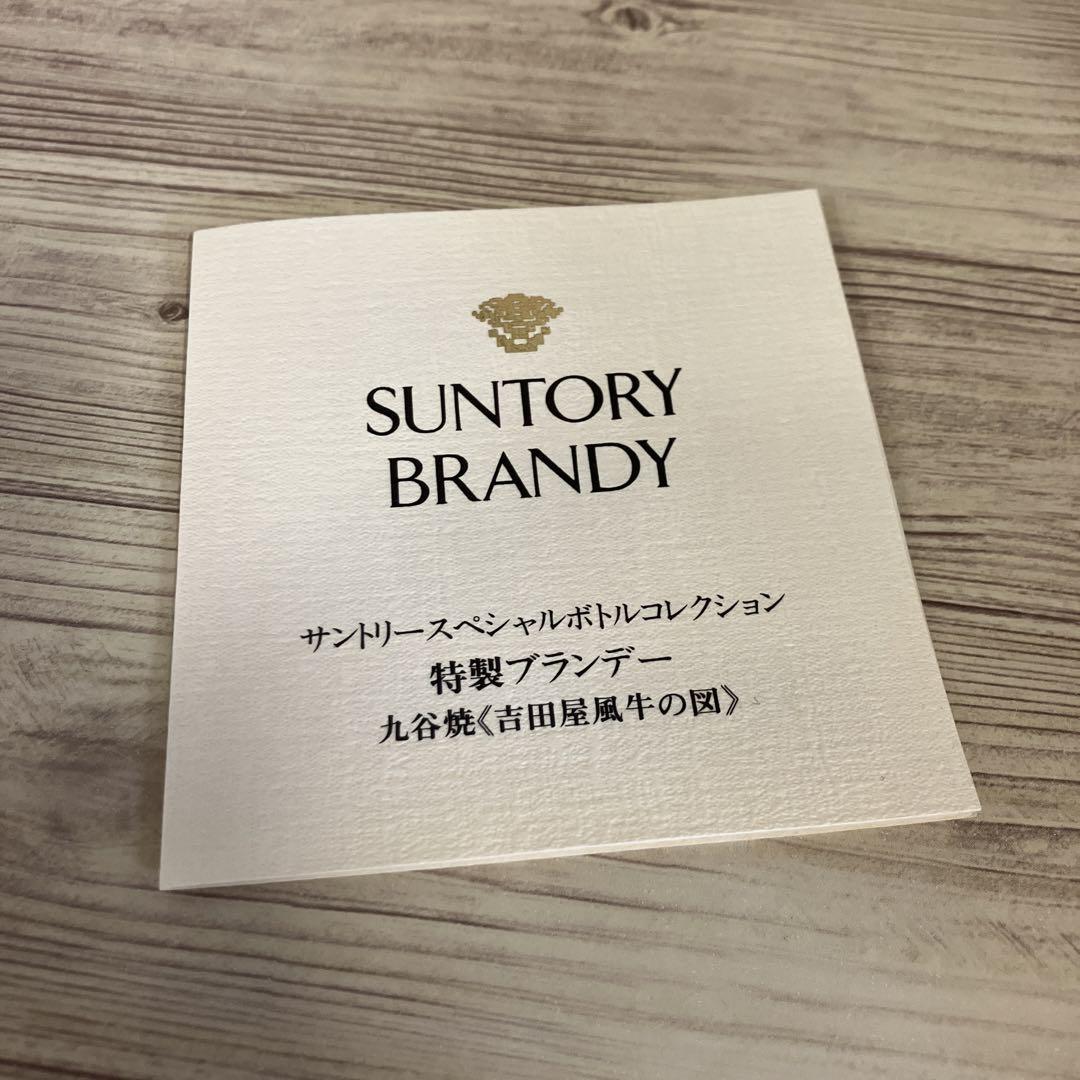 SUNTORY
BRANDY
サントリースペシャルボトルコレクション
特製ブランデー
九谷焼《吉田屋風牛の図》